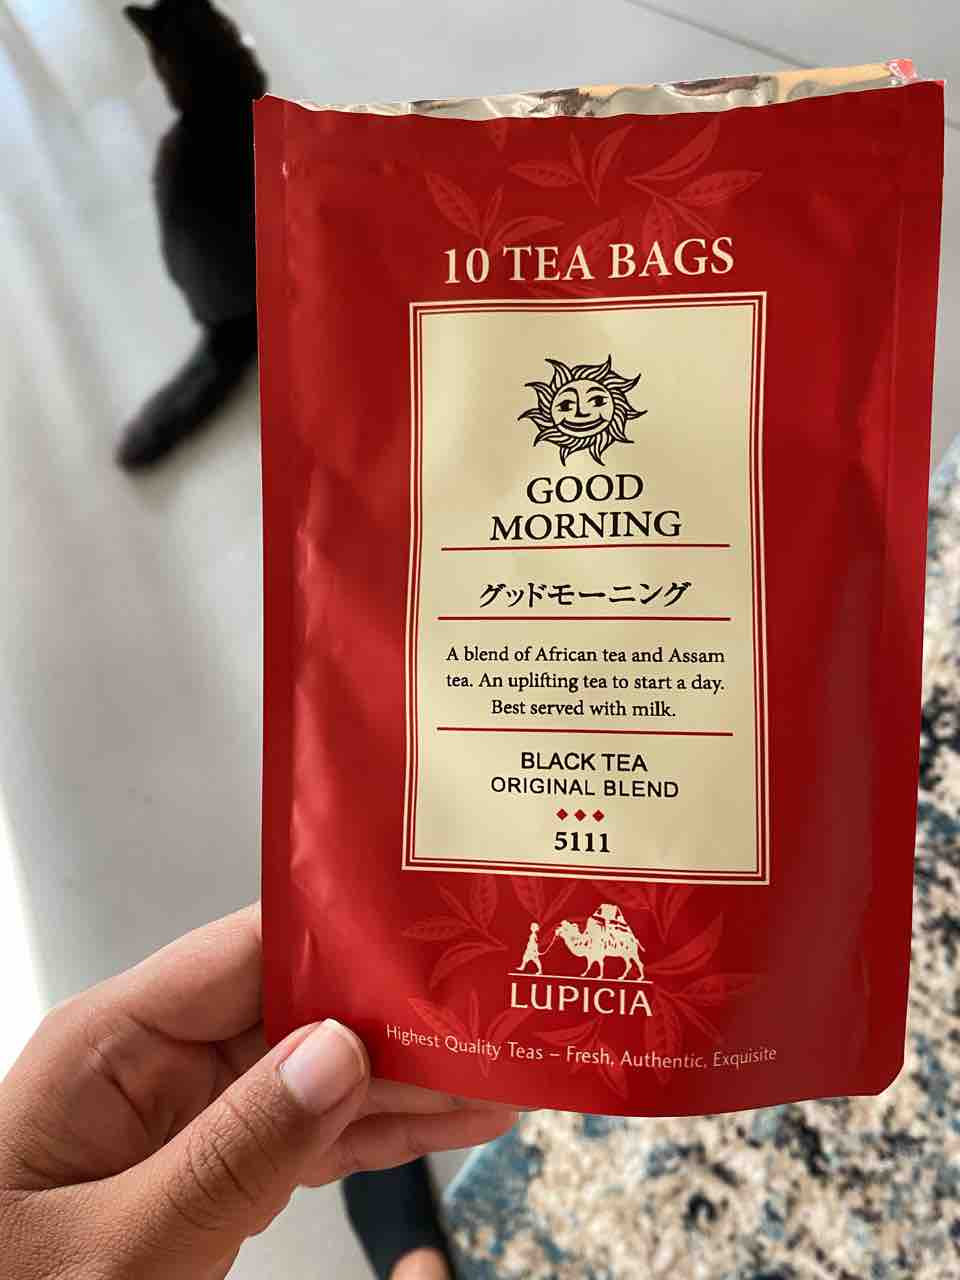 10 TEA BAGS
GOOD
MORNING
グッドモーニング
A blend of African tea and Assam
tea. An uplifting tea to start a day.
Best served with milk.
BLACK TEA
ORIGINAL BLEND
5111
LUPICIA
Highest Quality Teas – Fresh, Authentic, Exquisite